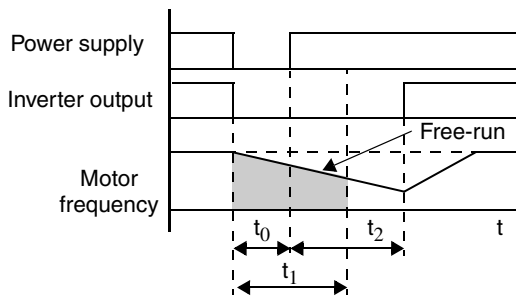 Power supply
Inverter output
Free-run
Motor
frequency
t0
t2
t
t1